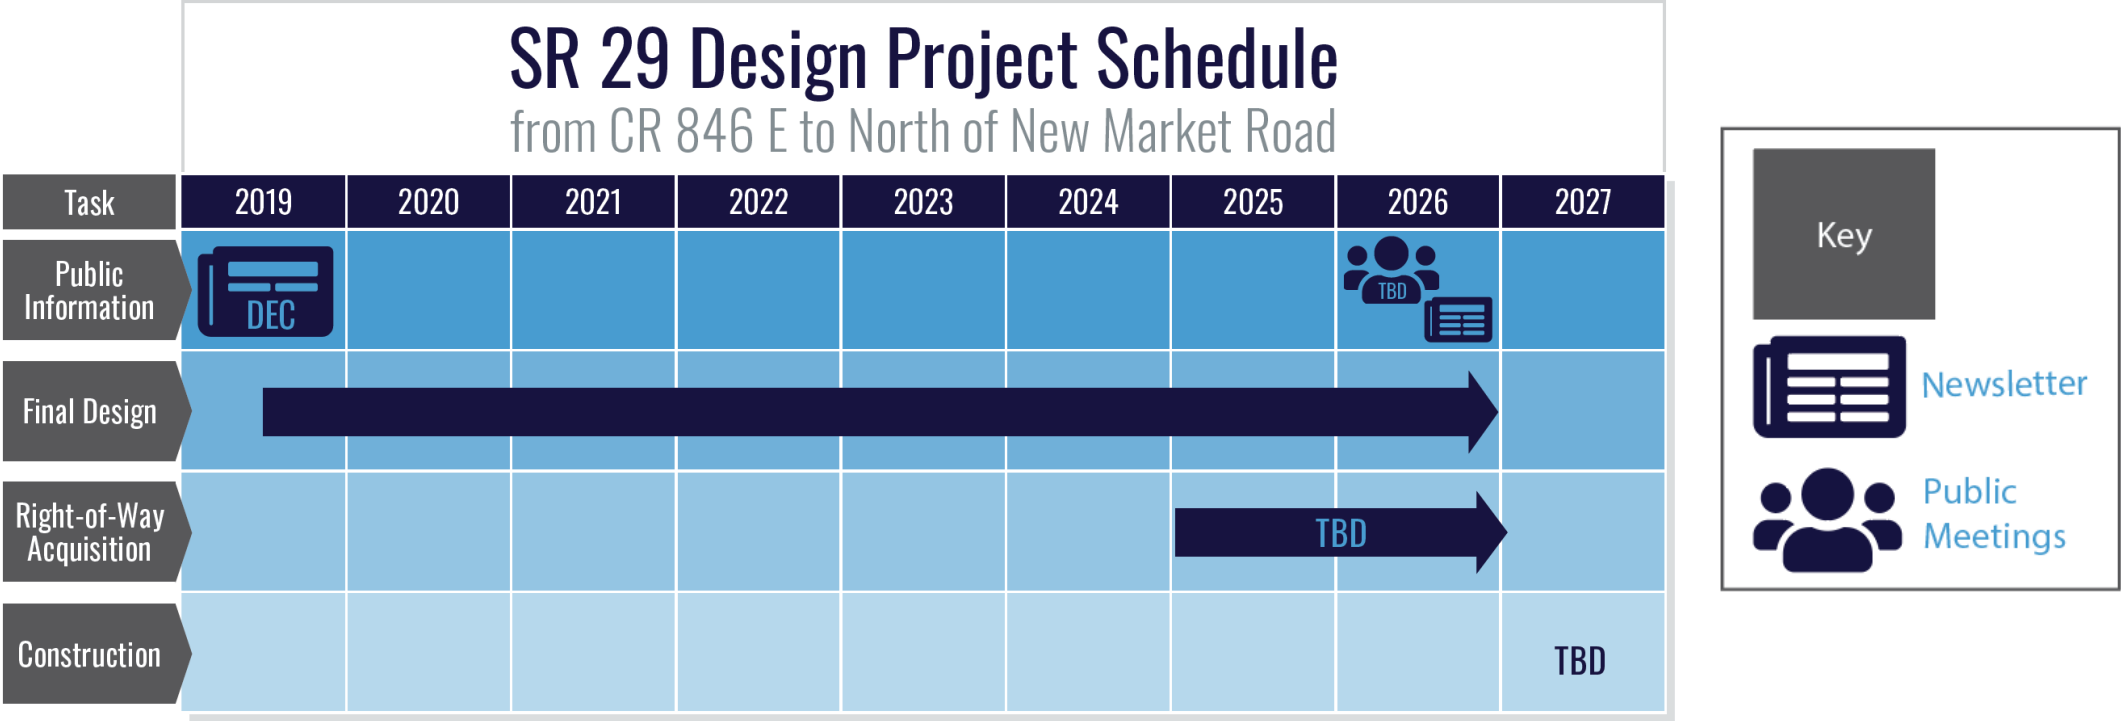 SR 29 Design Project Schedule
from CR 846 E to North of New Market Road
Task
2019
2020
2021
2022
2023
2024
2025
2026
2027
Public
Information
DEC
TBD
Final Design
Right-of-Way
Acquisition
TBD
Construction
TBD
Key
Newsletter
Public
Meetings